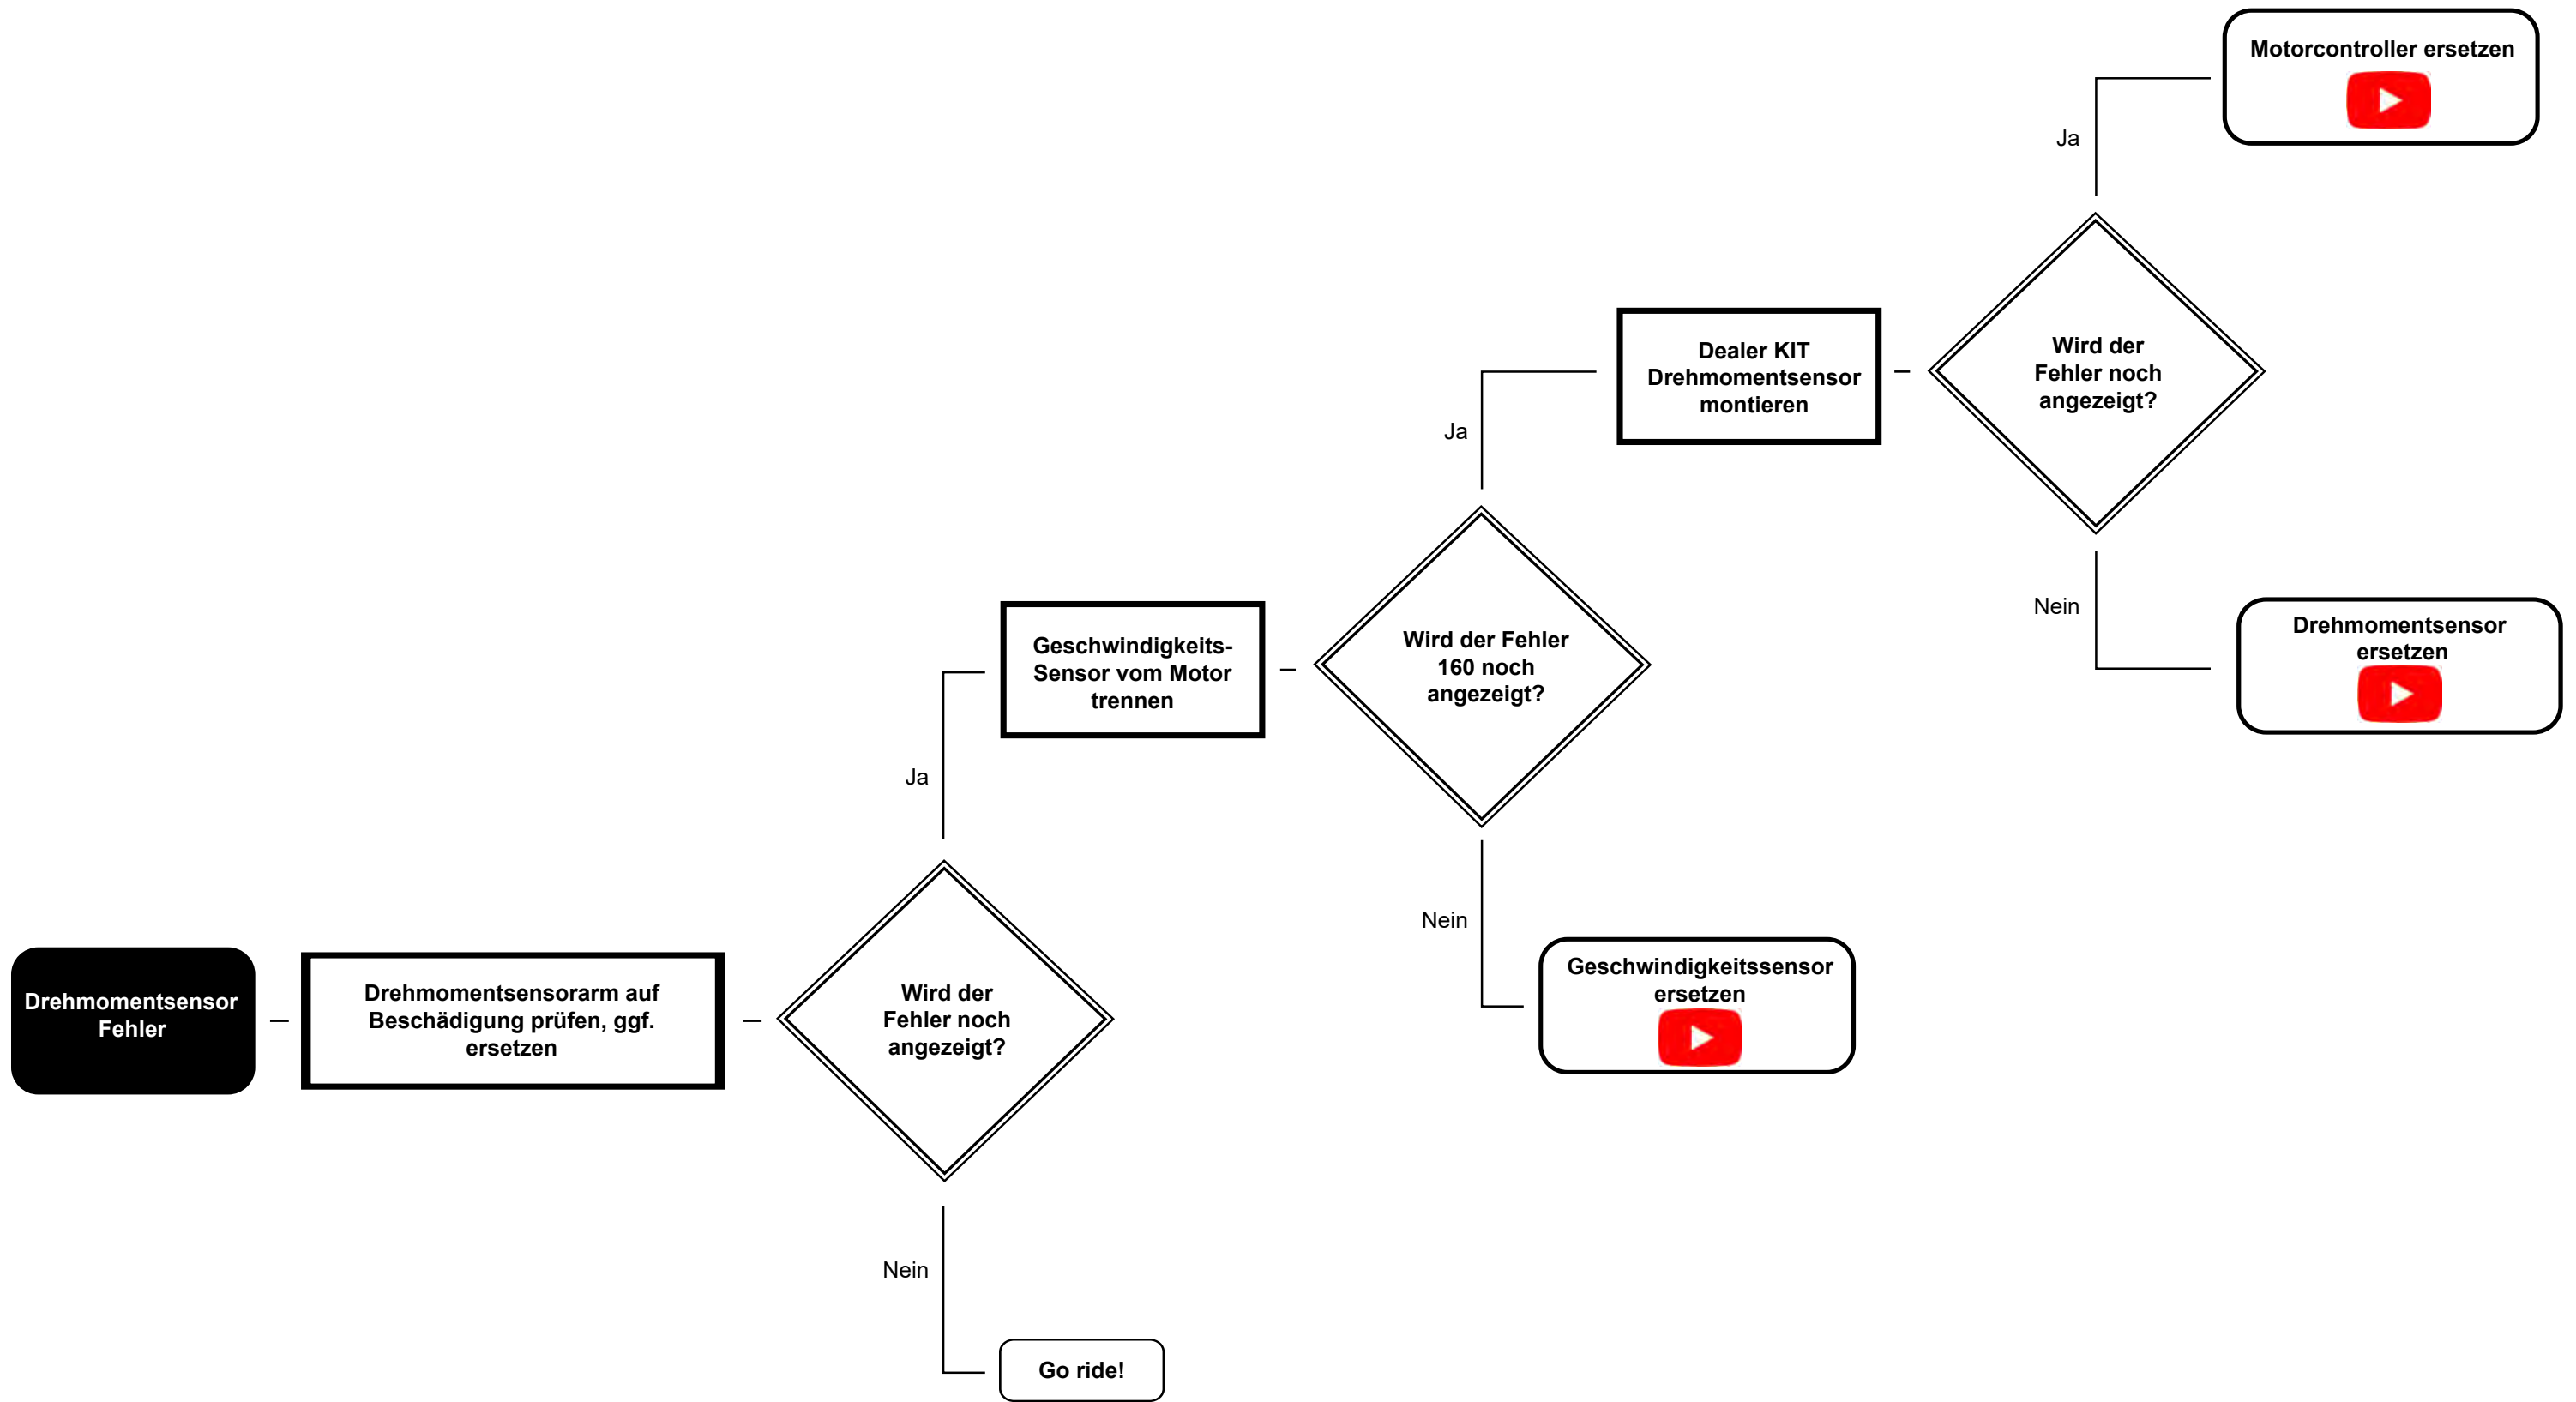 Motorcontroller ersetzen
Ja
Wird der
Fehler noch
angezeigt?
Dealer KIT
Drehmomentsensor
montieren
Ja
Nein
Drehmomentsensor
ersetzen
Geschwindigkeits-
Sensor vom Motor
trennen
Wird der Fehler
160 noch
angezeigt?
Ja
Nein
Geschwindigkeitssensor
ersetzen
Drehmomentsensor
Fehler
Drehmomentsensorarm auf
Beschädigung prüfen, ggf.
ersetzen
Wird der
Fehler noch
angezeigt?
Nein
Go ride!